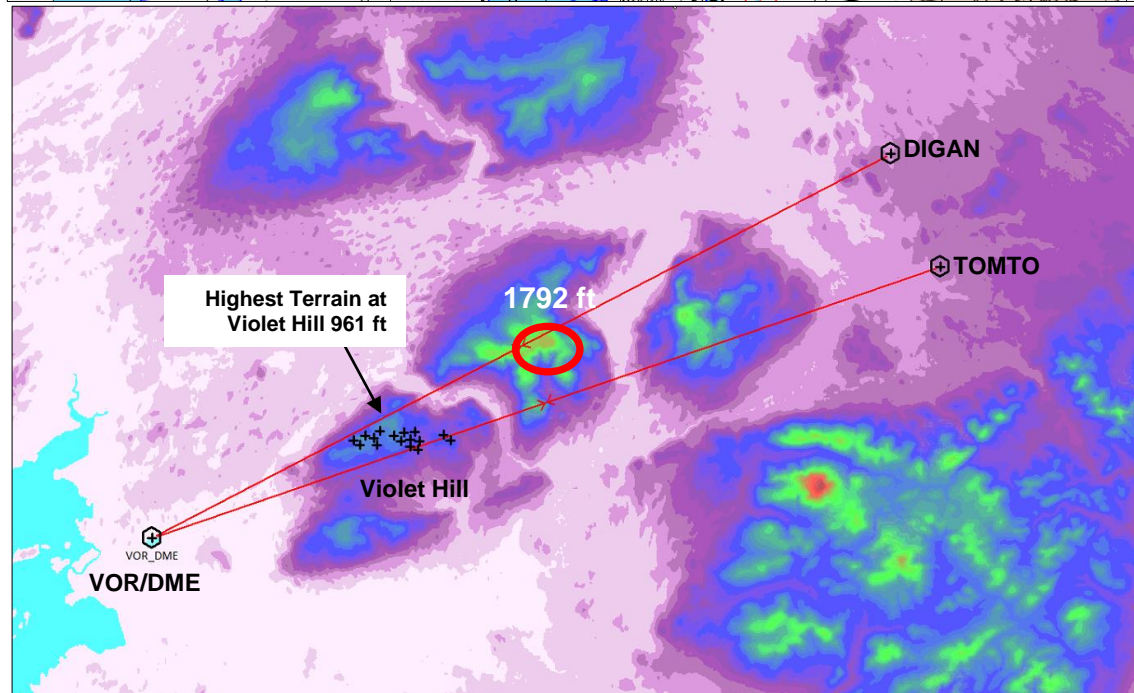 DIGAN
TOMTO
1792 ft
Highest Terrain at
Violet Hill 961 ft
Violet Hill
VOR_DME
VOR/DME